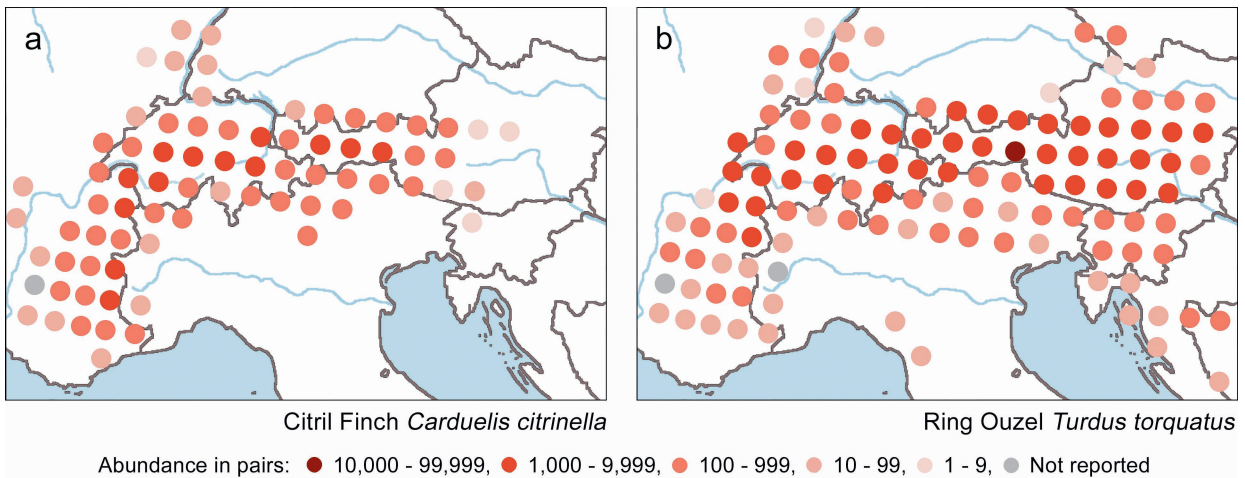 a
b
Citril Finch Carduelis citrinella
Ring Ouzel Turdus torquatus
Abundance in pairs: 10,000 - 99,999, 1,000 - 9,999, 100 - 999, 10 - 99, 1 - 9, Not reported